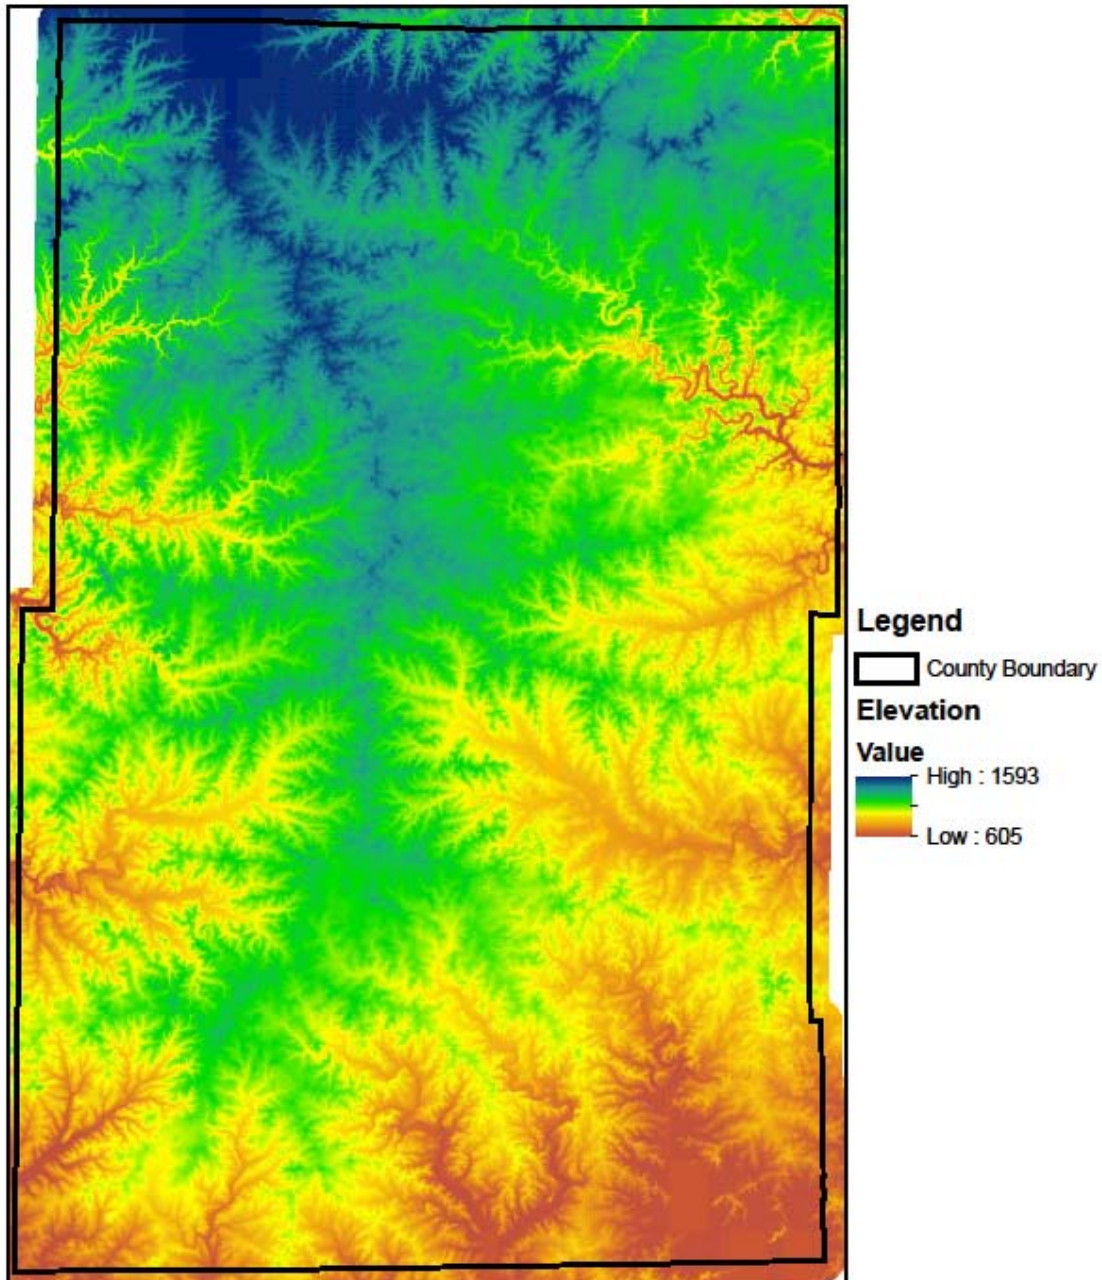 Legend
County Boundary
Elevation
Value
High : 1593
Low : 605